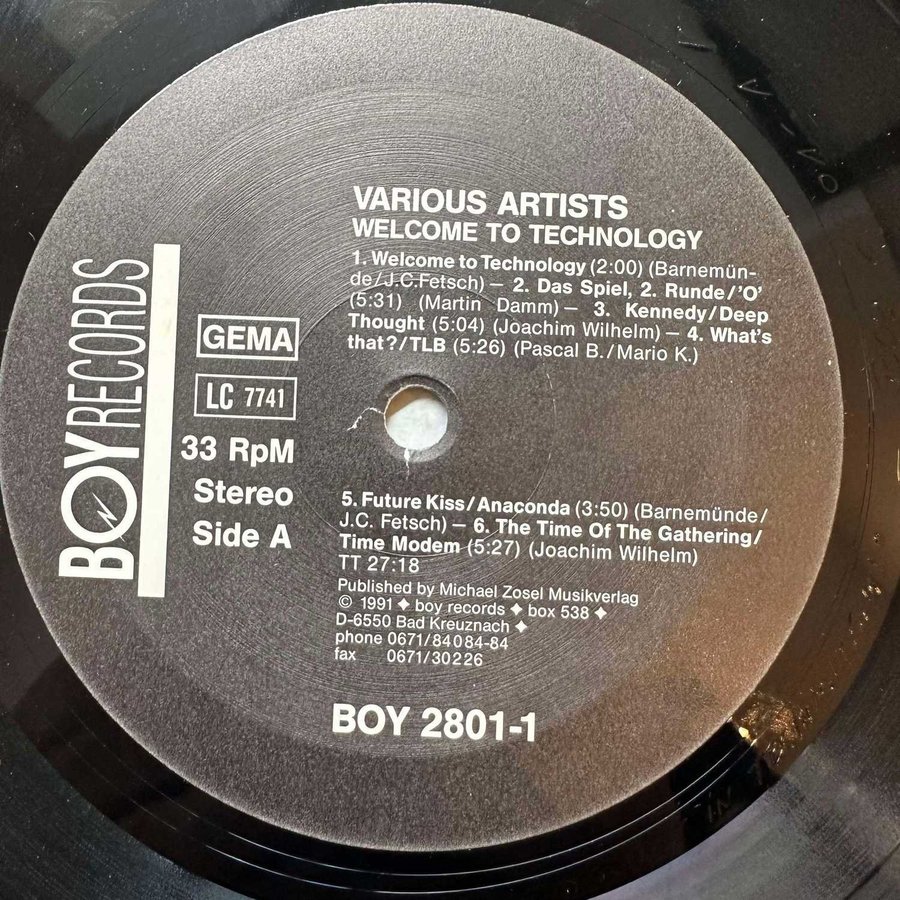 BOY RECORDS
GEMA
LC 7741
33 RpM
Stereo
Side A
VARIOUS ARTISTS
WELCOME TO TECHNOLOGY
1. Welcome to Technology (2:00) (Barnemün-
de/J.C.Fetsch) – 2. Das Spiel, 2. Runde/'O'
(5:31) (Martin Damm) – 3. Kennedy/Deep
Thought (5:04) (Joachim Wilhelm) – 4. What's
that?/TLB (5:26) (Pascal B./Mario K.)
5. Future Kiss/Anaconda (3:50) (Barnemünde/
J.C. Fetsch) – 6. The Time Of The Gathering/
Time Modem (5:27) (Joachim Wilhelm)
TT 27:18
Published by Michael Zosel Musikverlag
© 1991 ✦ boy records ✦ box 538 ✦
D-6550 Bad Kreuznach ✦
phone 0671/84084-84
fax 0671/30226
BOY 2801-1